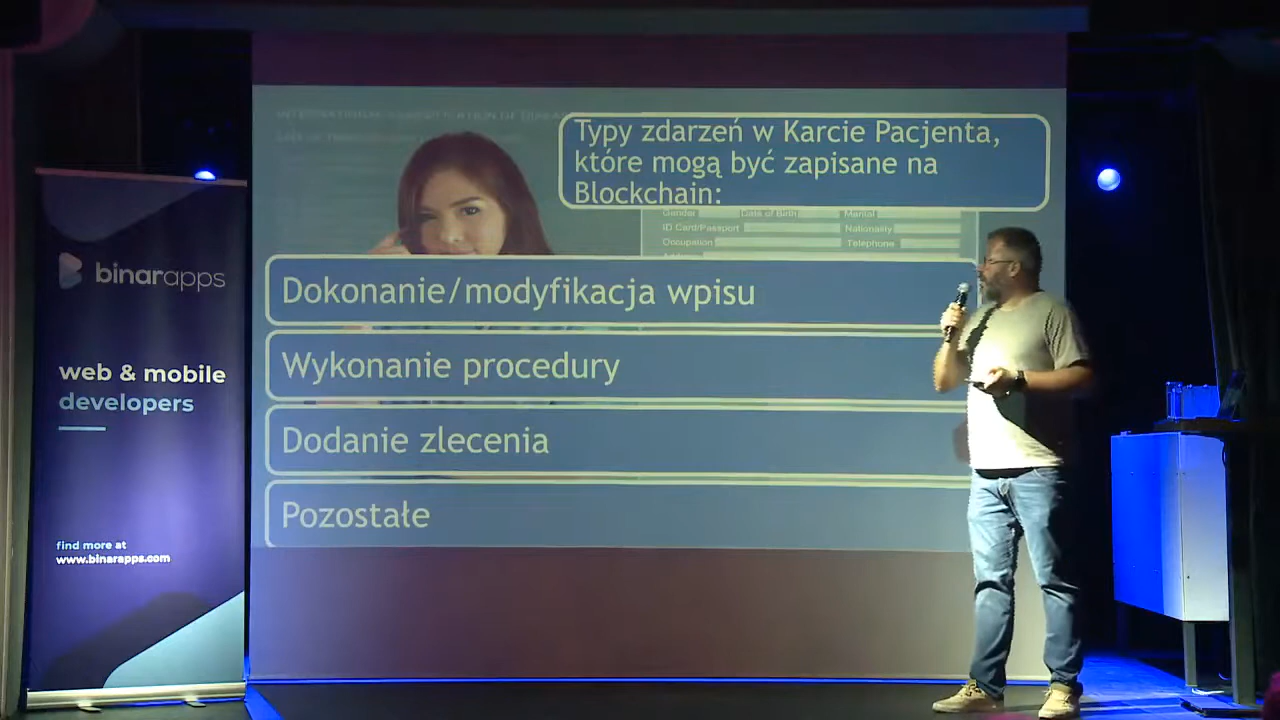 Typy zdarzeń w Karcie Pacjenta,
które mogą być zapisane na
Blockchain:
Gender Date of Birth Marital
ID Card/Passport Nationality
Occupation Telephone
Dokonanie/modyfikacja wpisu
Wykonanie procedury
Dodanie zlecenia
Pozostałe
binarapps
web & mobile
developers
find more at
www.binarapps.com